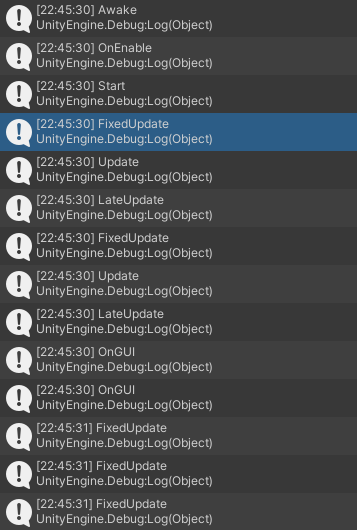 [22:45:30] Awake
UnityEngine.Debug:Log(Object)
[22:45:30] OnEnable
UnityEngine.Debug:Log(Object)
[22:45:30] Start
UnityEngine.Debug:Log(Object)
[22:45:30] FixedUpdate
UnityEngine.Debug:Log(Object)
[22:45:30] Update
UnityEngine.Debug:Log(Object)
[22:45:30] LateUpdate
UnityEngine.Debug:Log(Object)
[22:45:30] FixedUpdate
UnityEngine.Debug:Log(Object)
[22:45:30] Update
UnityEngine.Debug:Log(Object)
[22:45:30] LateUpdate
UnityEngine.Debug:Log(Object)
[22:45:30] OnGUI
UnityEngine.Debug:Log(Object)
[22:45:30] OnGUI
UnityEngine.Debug:Log(Object)
[22:45:31] FixedUpdate
UnityEngine.Debug:Log(Object)
[22:45:31] FixedUpdate
UnityEngine.Debug:Log(Object)
[22:45:31] FixedUpdate
UnityEngine.Debug:Log(Object)